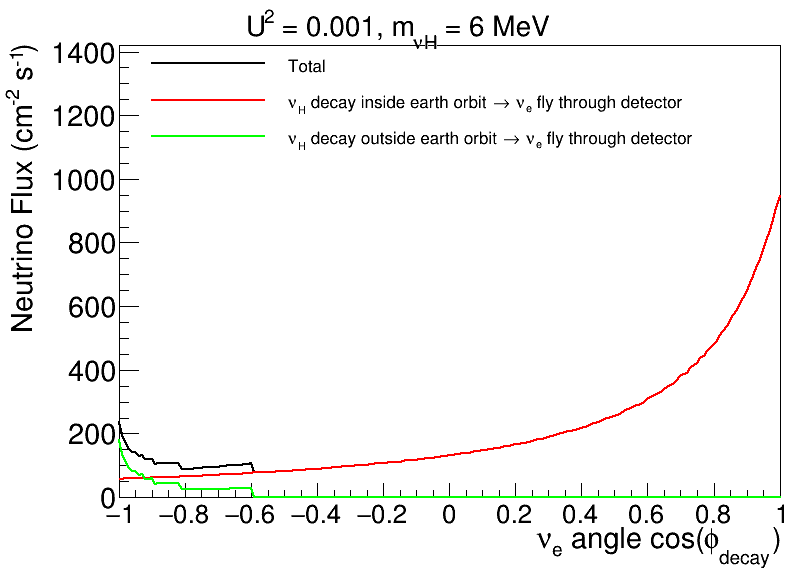 U² = 0.001, m_νH = 6 MeV
Total
ν_H decay inside earth orbit → ν_e fly through detector
ν_H decay outside earth orbit → ν_e fly through detector
Neutrino Flux (cm⁻² s⁻¹)
1400
1200
1000
800
600
400
200
0
−1 −0.8 −0.6 −0.4 −0.2 0 0.2 0.4 0.6 0.8 1
ν_e angle cos(ϕ_decay)